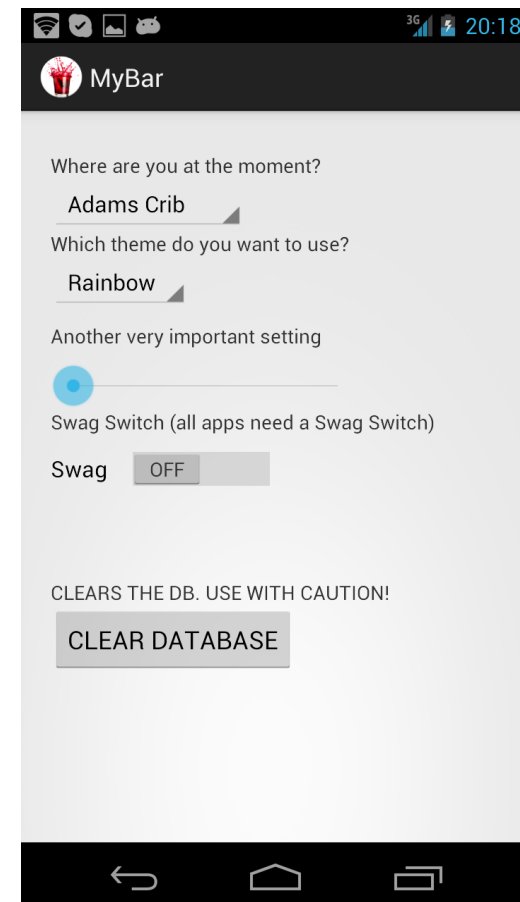 3G 20:18
MyBar
Where are you at the moment?
Adams Crib
Which theme do you want to use?
Rainbow
Another very important setting
Swag Switch (all apps need a Swag Switch)
Swag OFF
CLEARS THE DB. USE WITH CAUTION!
CLEAR DATABASE